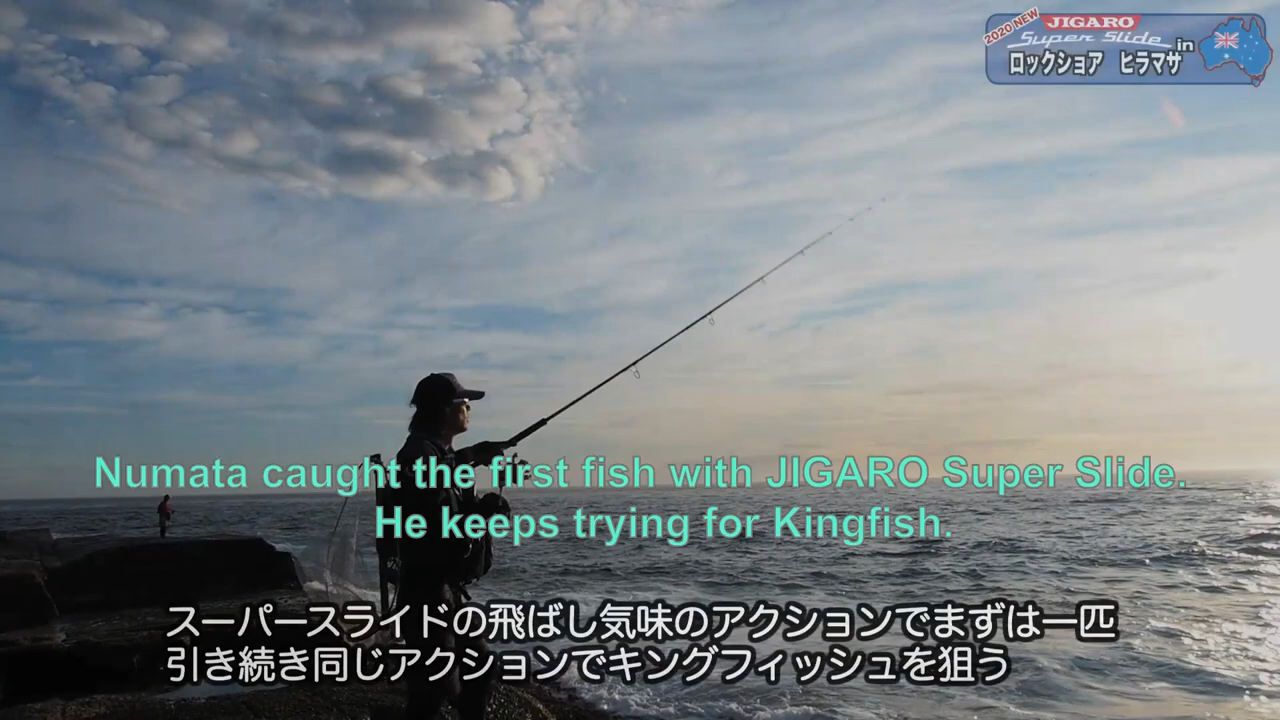 2020 NEW
JIGARO
Super Slide
in
ロックショア ヒラマサ
Numata caught the first fish with JIGARO Super Slide.
He keeps trying for Kingfish.
スーパースライドの飛ばし気味のアクションでまずは一匹
引き続き同じアクションでキングフィッシュを狙う